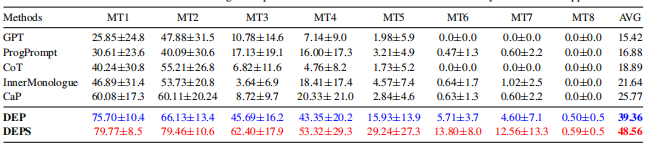 Methods MT1 MT2 MT3 MT4 MT5 MT6 MT7 MT8 AVG
GPT 25.85±24.8 47.88±31.5 10.78±14.6 7.14±9.0 1.98±5.9 0.0±0.0 0.0±0.0 0.0±0.0 15.42
ProgPrompt 30.61±23.6 40.09±30.6 17.13±19.1 16.00±17.3 3.21±4.9 0.47±1.3 0.60±2.2 0.0±0.0 16.88
CoT 40.24±30.8 55.21±26.8 6.82±11.6 4.76±8.2 1.73±5.2 0.0±0.0 0.0±0.0 0.0±0.0 18.89
InnerMonologue 46.89±31.4 53.73±20.8 3.64±6.9 18.41±17.4 4.57±7.4 0.64±1.7 1.02±2.5 0.0±0.0 21.64
CaP 60.08±17.3 60.11±20.24 8.72±9.7 20.33± 21.0 2.84±4.6 0.63±1.3 0.60±2.2 0.0±0.0 25.77
DEP 75.70±10.4 66.13±13.4 45.69±16.2 43.35±20.2 15.93±13.9 5.71±3.7 4.60±7.1 0.50±0.5 39.36
DEPS 79.77±8.5 79.46±10.6 62.40±17.9 53.32±29.3 29.24±27.3 13.80±8.0 12.56±13.3 0.59±0.5 48.56